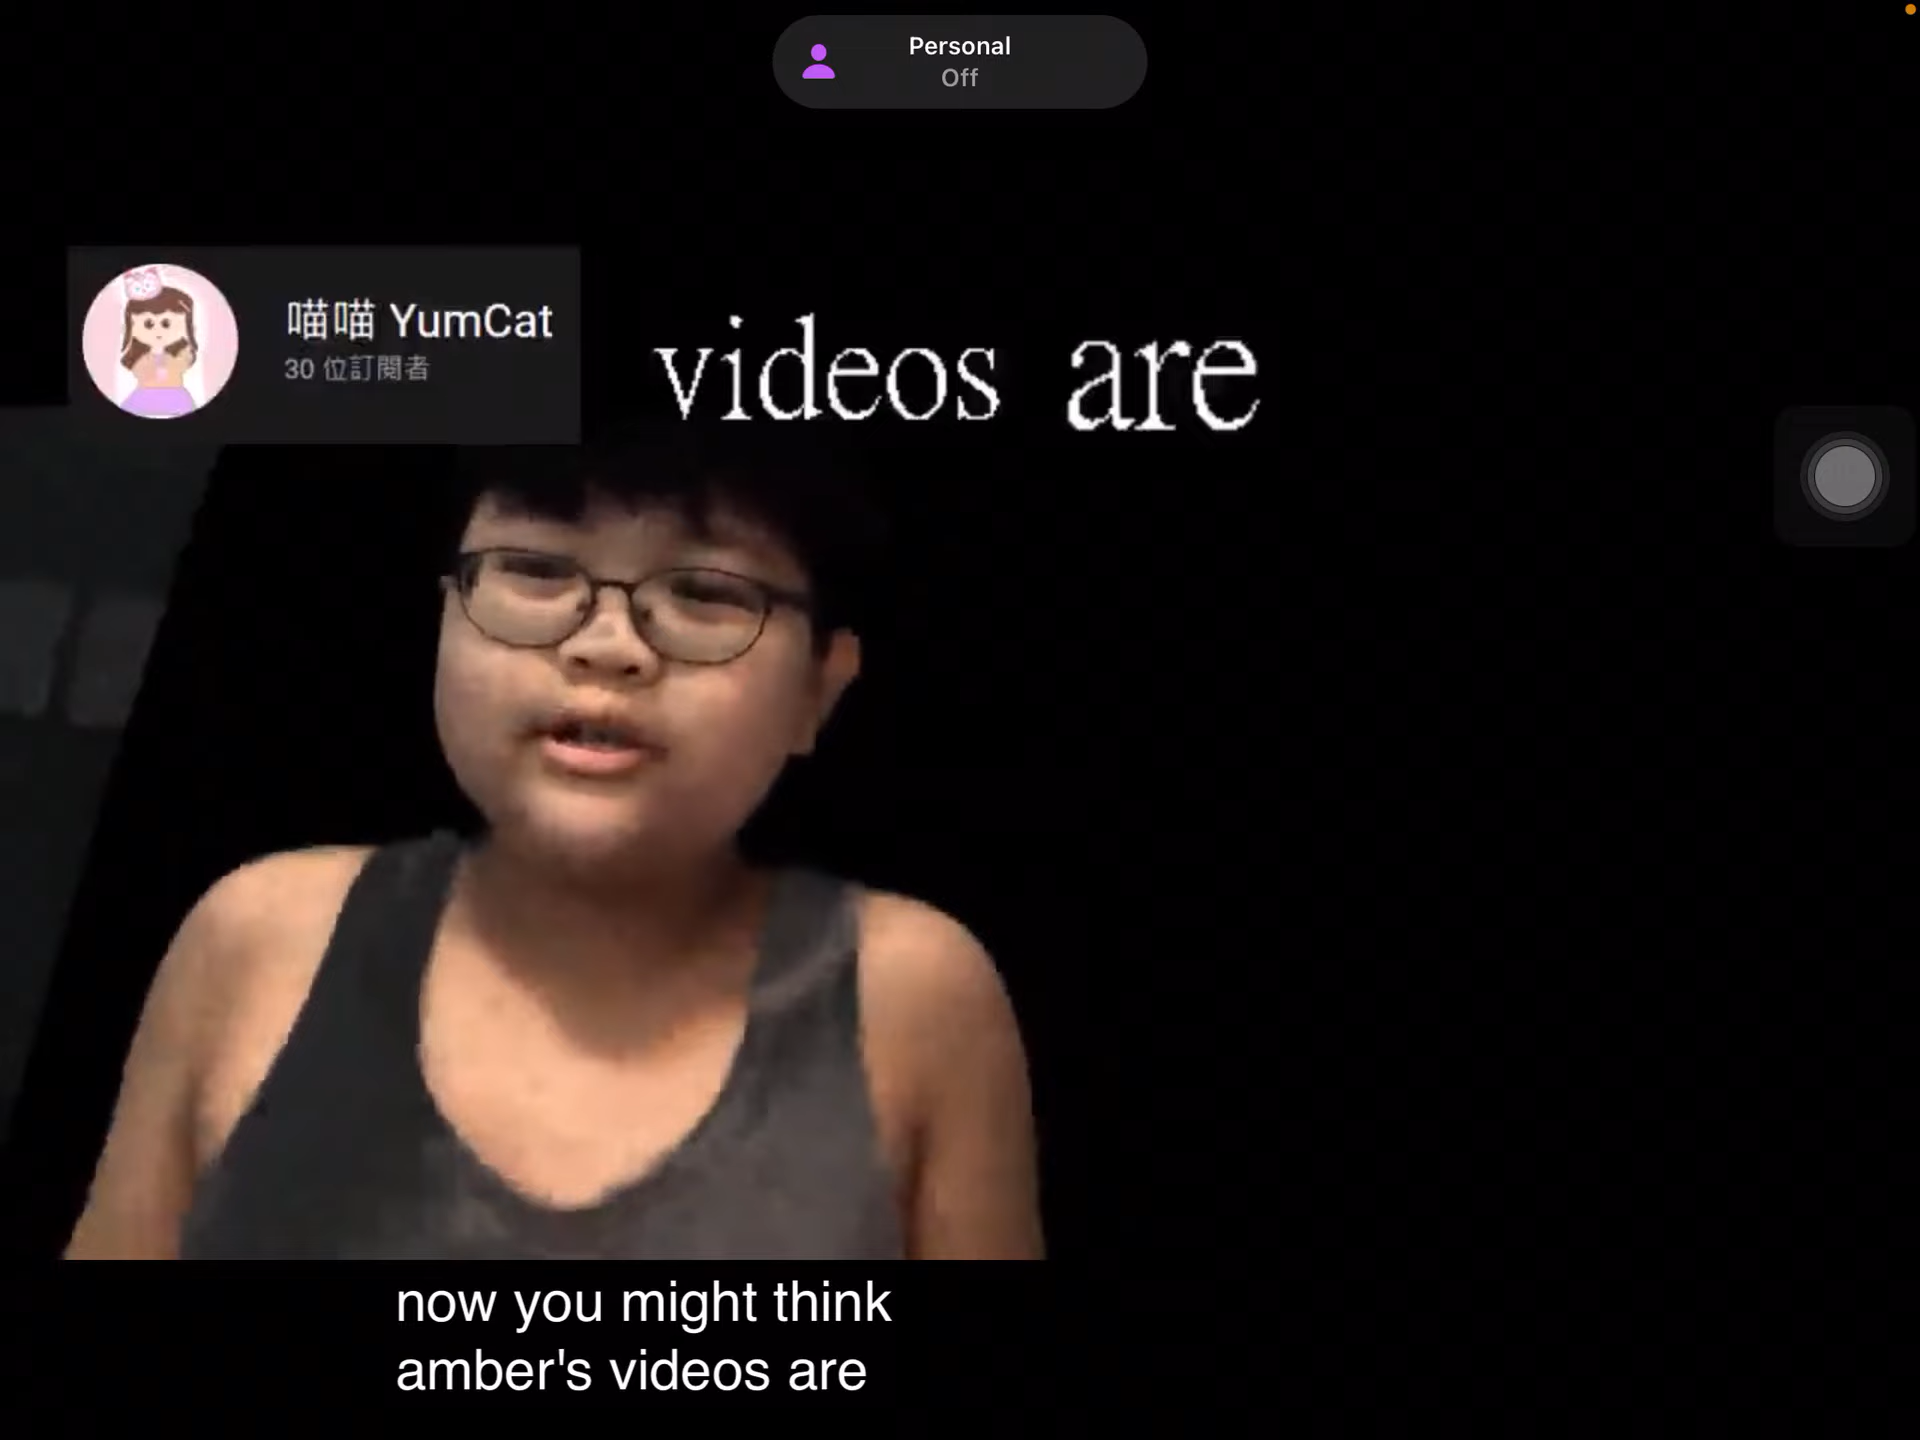 Personal
Off
喵喵 YumCat
30 位訂閱者
videos are
now you might think
amber's videos are